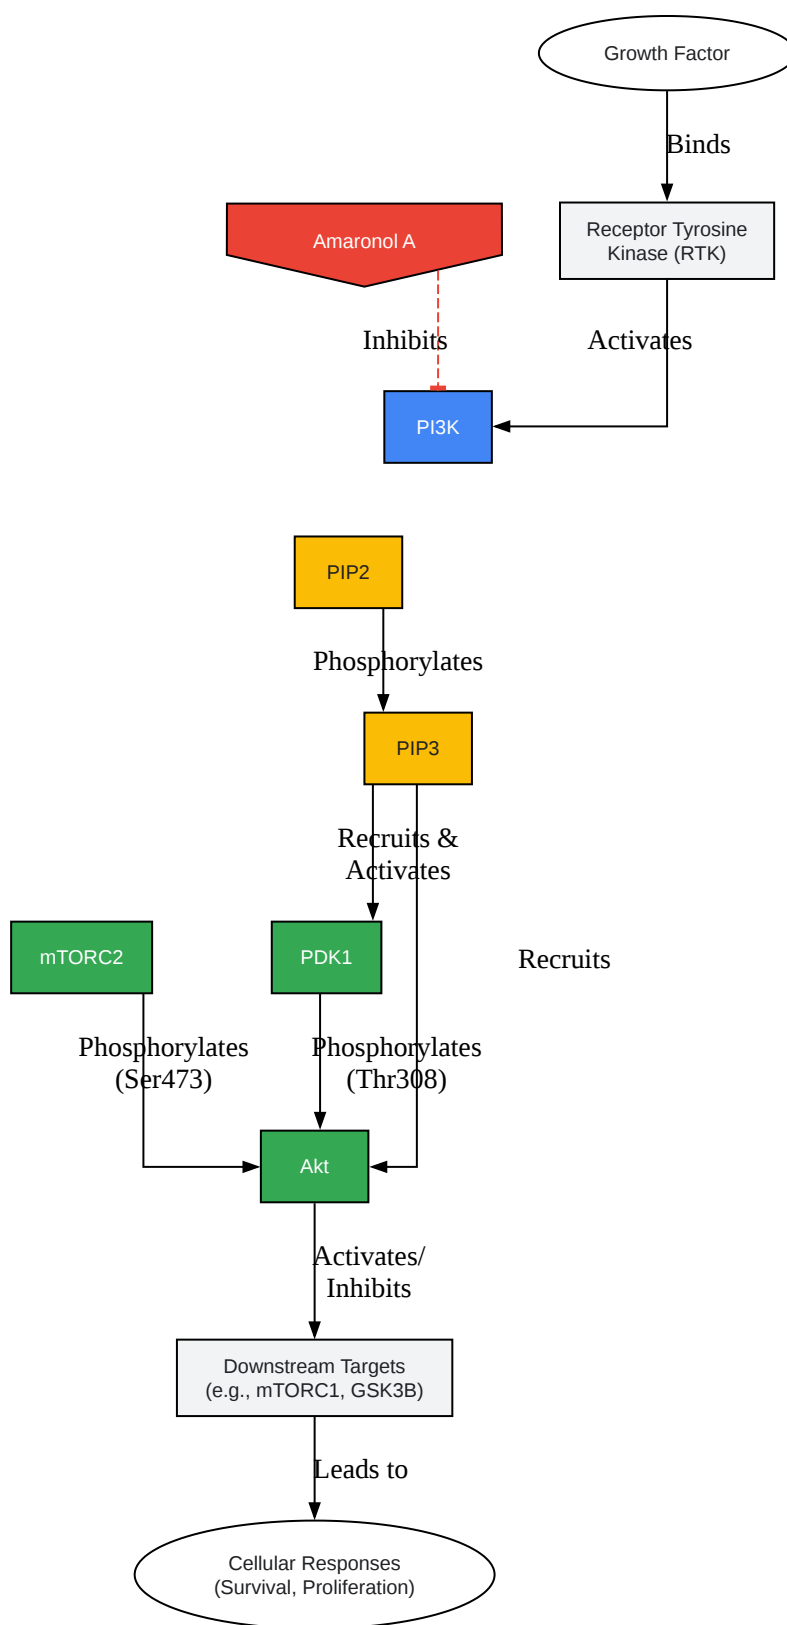 Growth Factor
Binds
Receptor Tyrosine
Kinase (RTK)
Amaronol A
Inhibits
Activates
PI3K
PIP2
Phosphorylates
PIP3
Recruits &
Activates
mTORC2
PDK1
Recruits
Phosphorylates
(Ser473)
Phosphorylates
(Thr308)
Akt
Activates/
Inhibits
Downstream Targets
(e.g., mTORC1, GSK3B)
Leads to
Cellular Responses
(Survival, Proliferation)